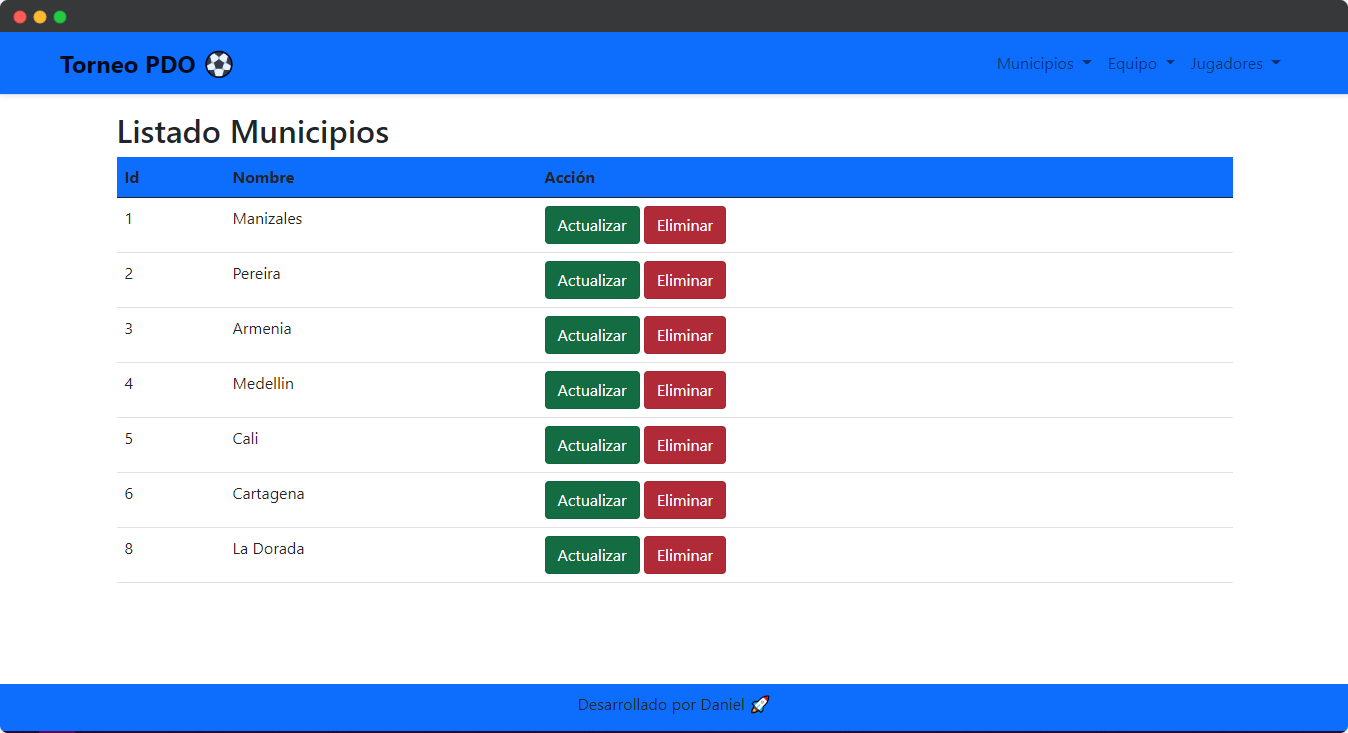 Torneo PDO ⚽ Municipios Equipo Jugadores
Listado Municipios
Id Nombre Acción
1 Manizales Actualizar Eliminar
2 Pereira Actualizar Eliminar
3 Armenia Actualizar Eliminar
4 Medellin Actualizar Eliminar
5 Cali Actualizar Eliminar
6 Cartagena Actualizar Eliminar
8 La Dorada Actualizar Eliminar
Desarrollado por Daniel 🚀